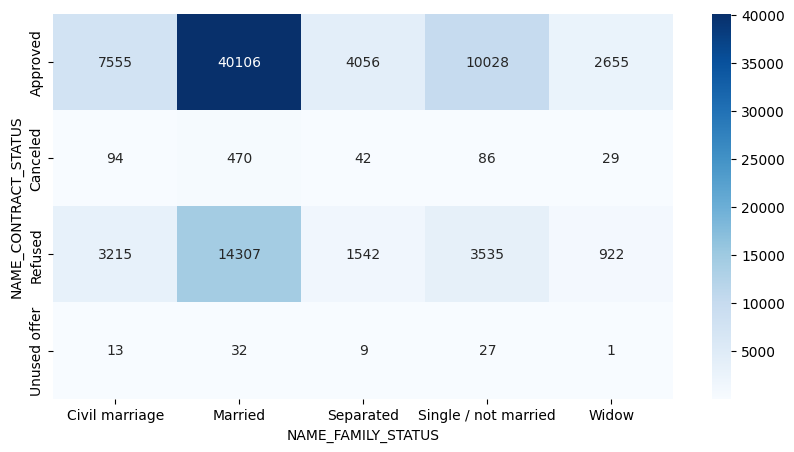 NAME_CONTRACT_STATUS
Approved
7555 40106 4056 10028 2655
Canceled
94 470 42 86 29
Refused
3215 14307 1542 3535 922
Unused offer
13 32 9 27 1
Civil marriage Married Separated Single / not married Widow
NAME_FAMILY_STATUS
40000
35000
30000
25000
20000
15000
10000
5000